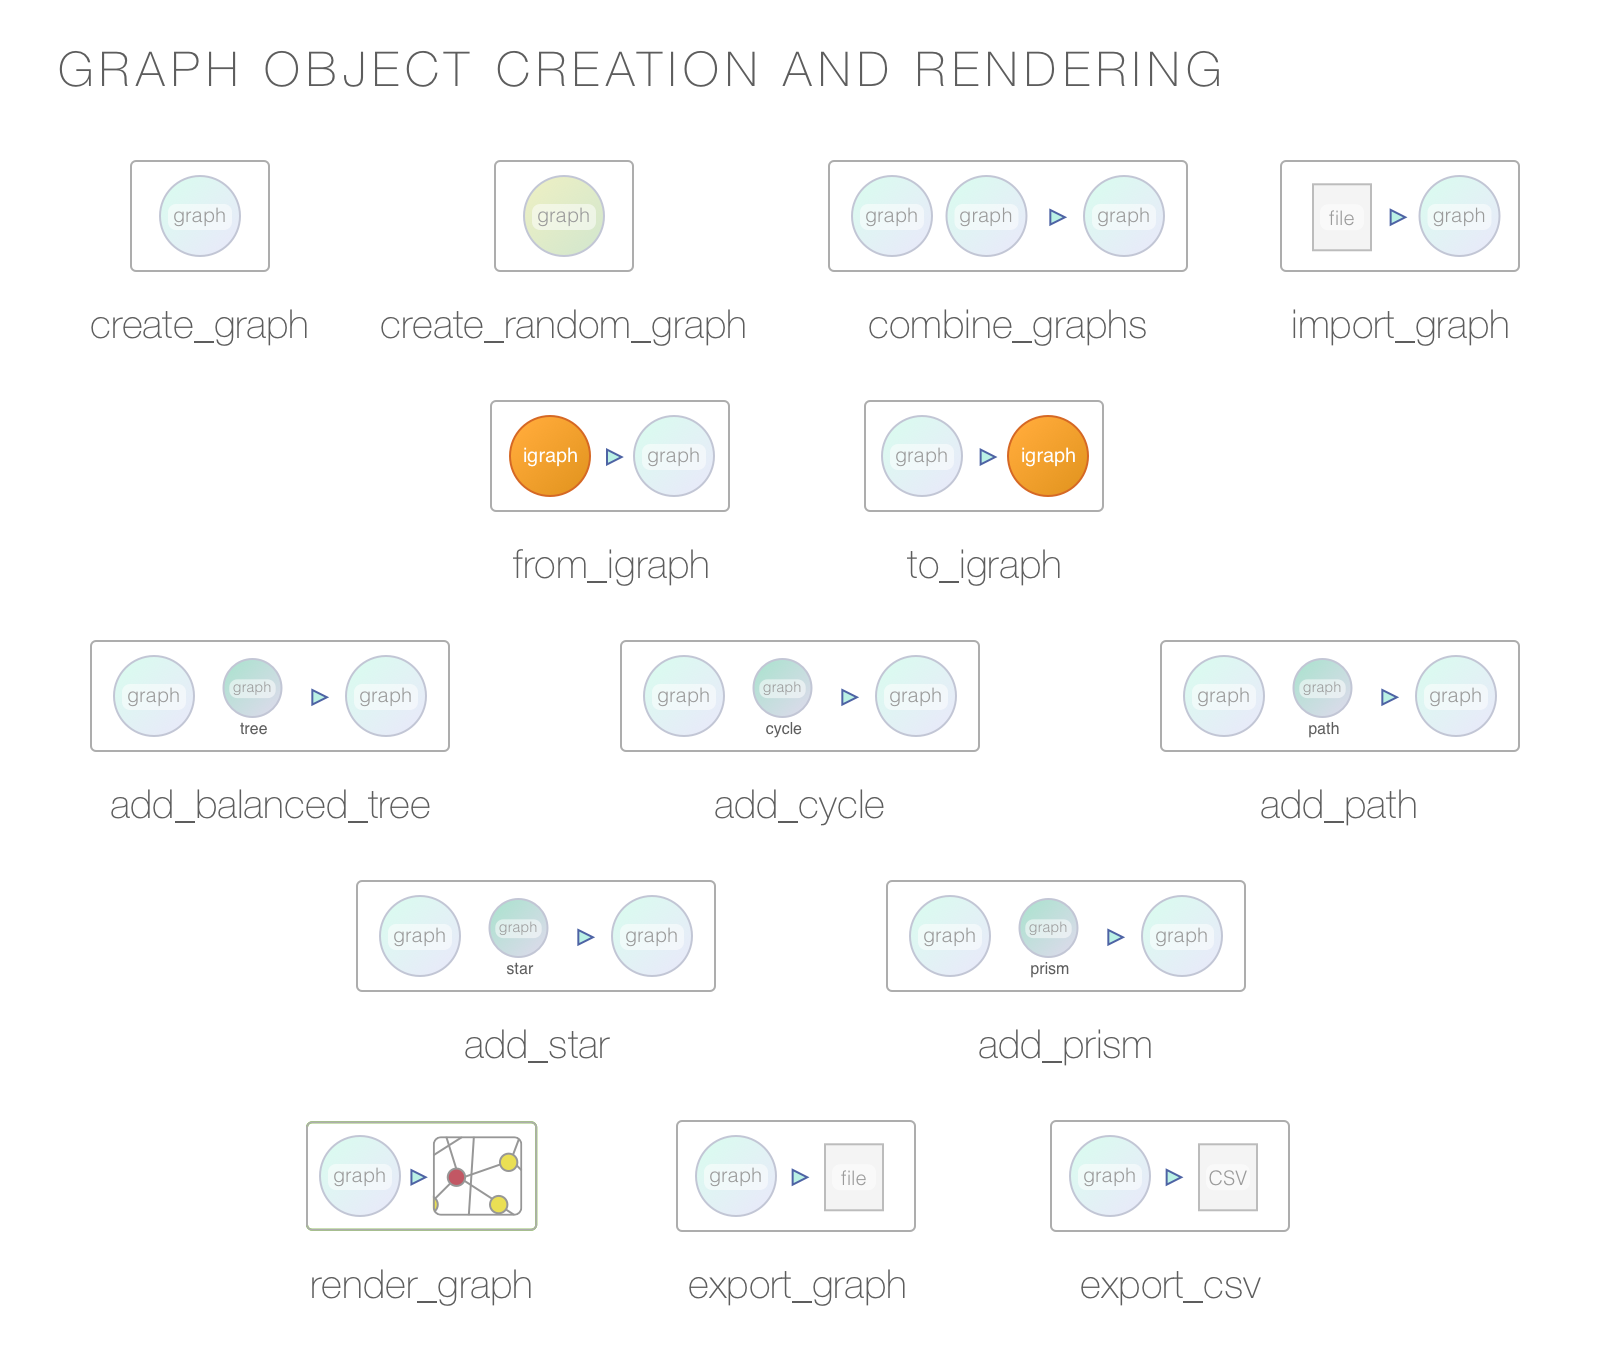 GRAPH OBJECT CREATION AND RENDERING
graph
graph
graph graph graph
file graph
create_graph
create_random_graph
combine_graphs
import_graph
igraph graph
graph igraph
from_igraph
to_igraph
graph graph graph
tree
graph graph graph
cycle
graph graph graph
path
add_balanced_tree
add_cycle
add_path
graph graph graph
star
graph graph graph
prism
add_star
add_prism
graph
graph file
graph CSV
render_graph
export_graph
export_csv